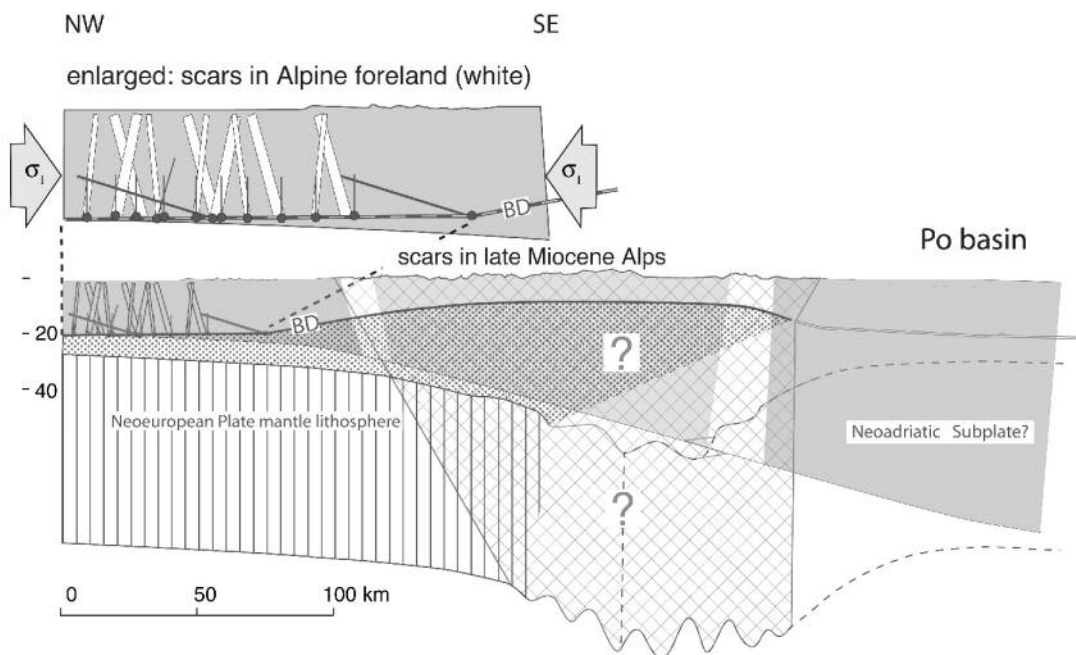 NW
SE
enlarged: scars in Alpine foreland (white)
σ₁
σ₁
BD
Po basin
scars in late Miocene Alps
-
BD
- 20
?
- 40
Neoeuropean Plate mantle lithosphere
Neoadriatic Subplate?
?
0
50
100 km